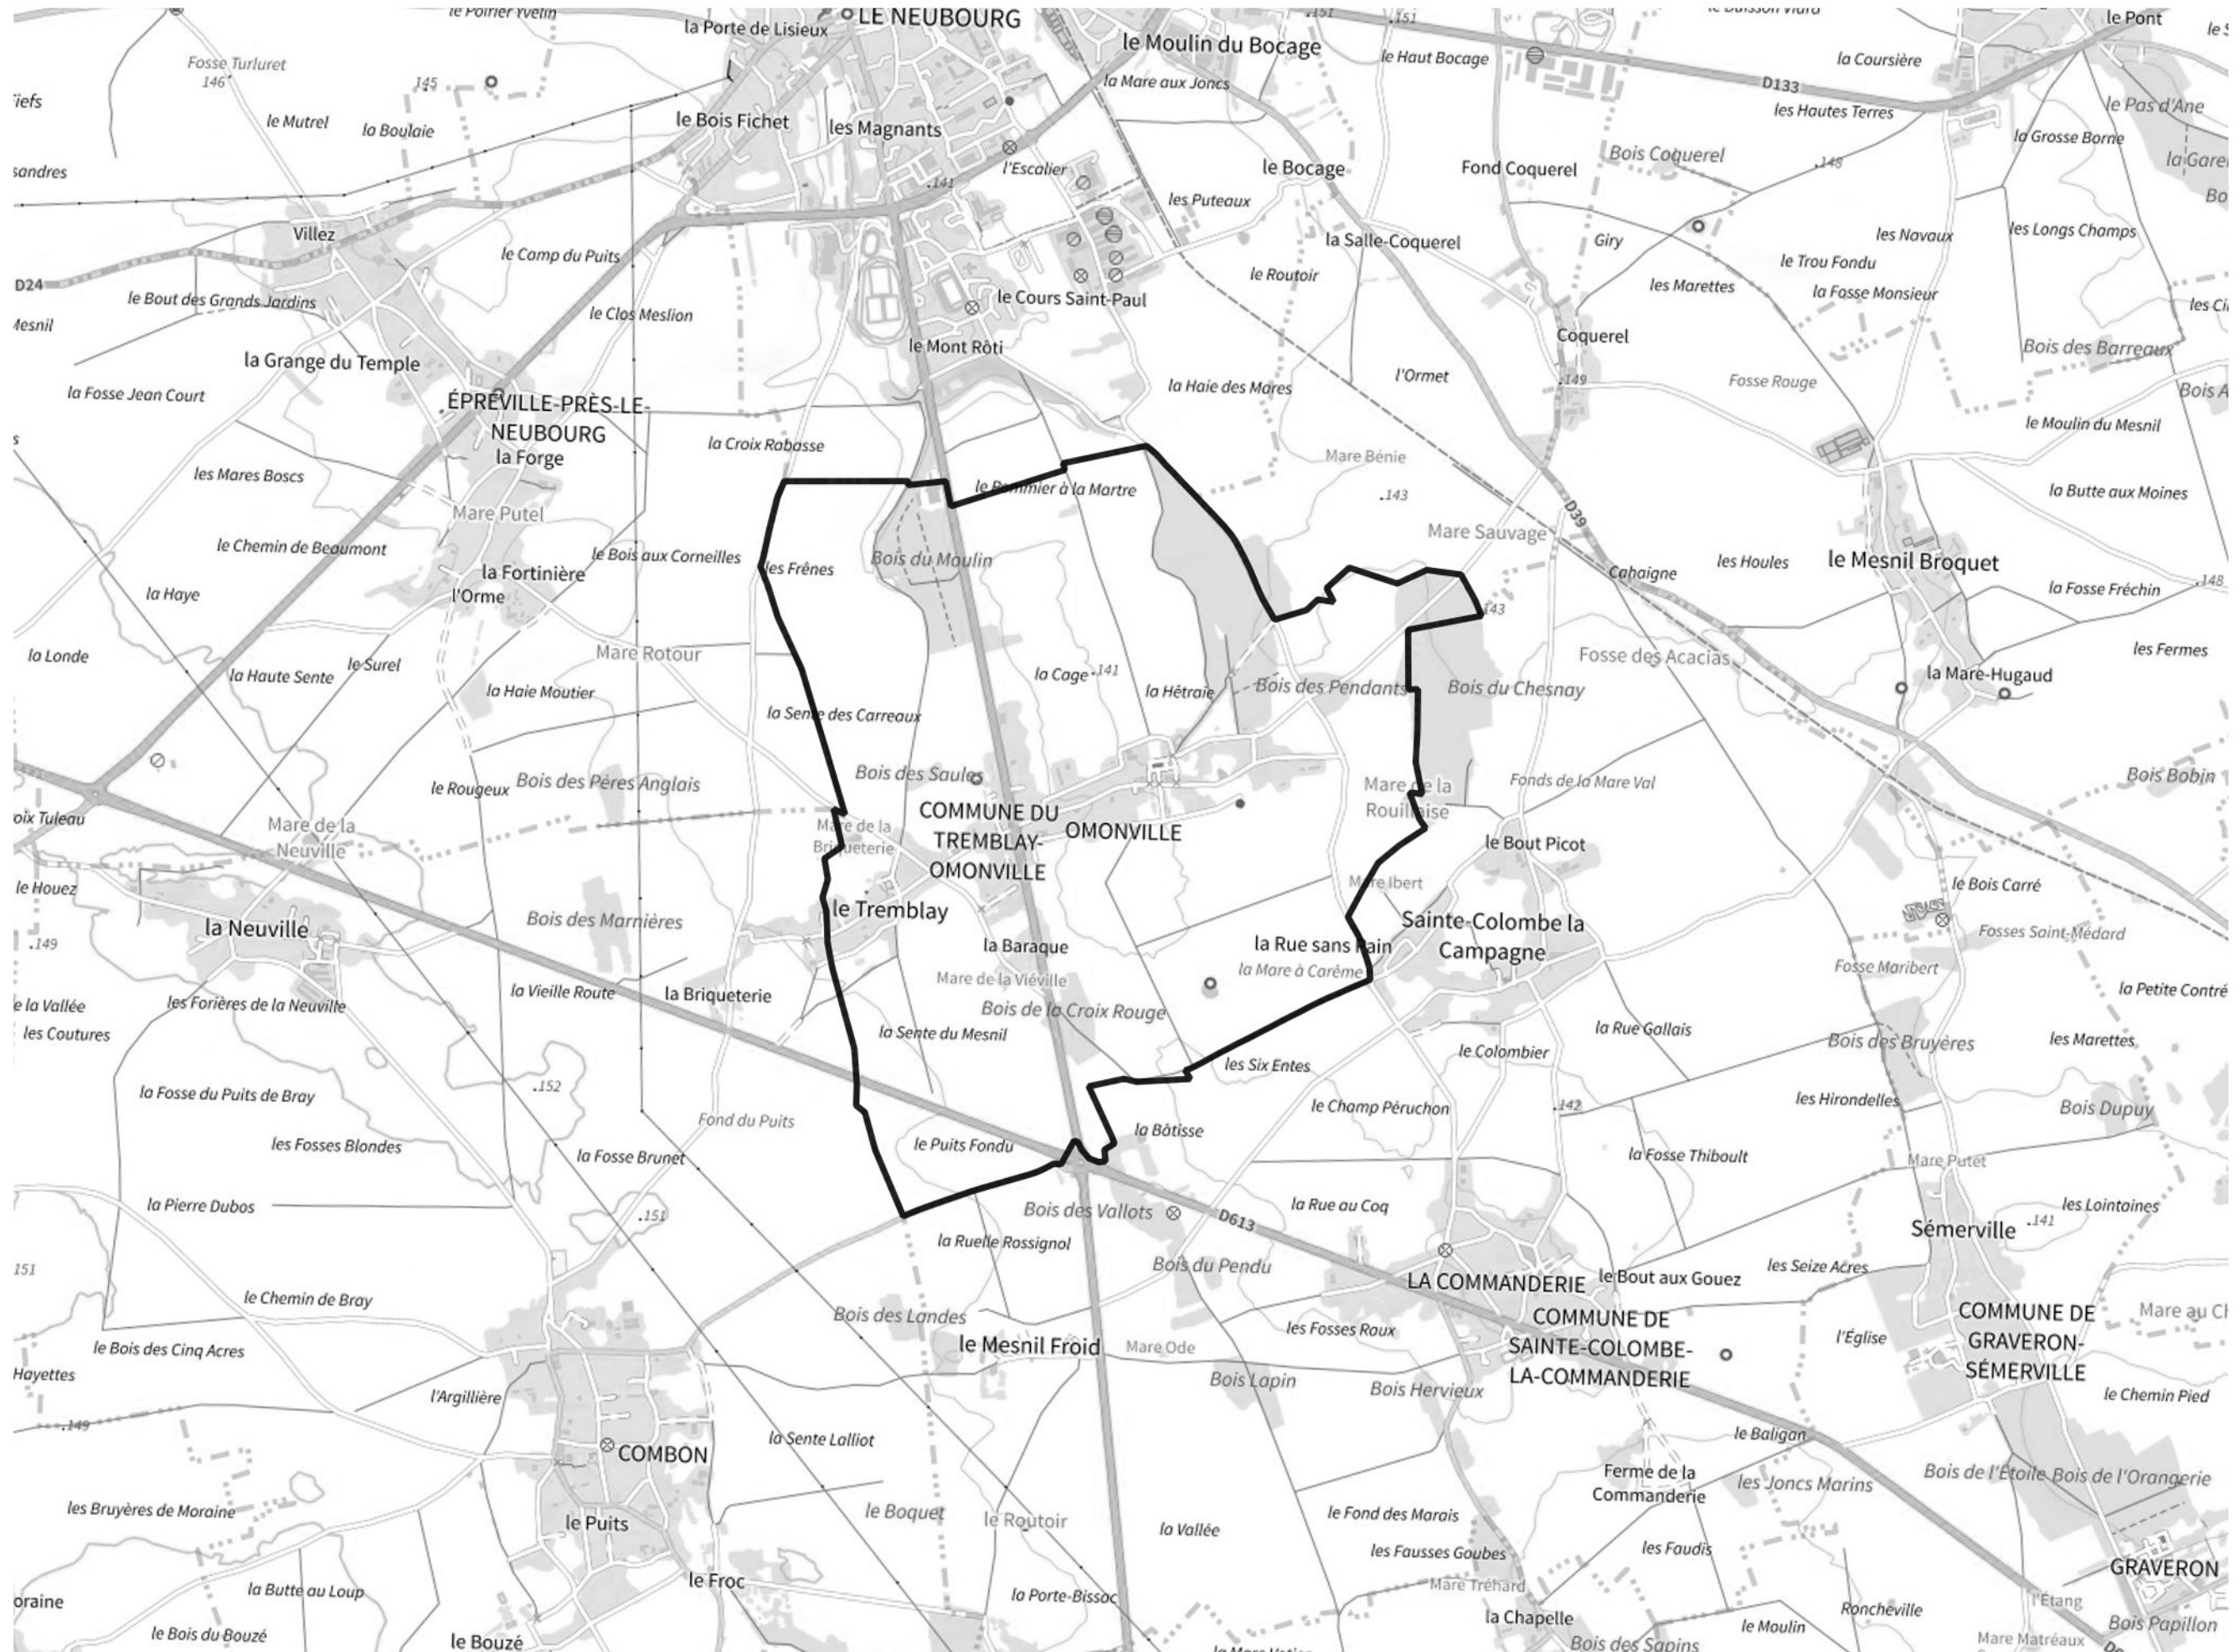 le Poirier Yvelin
la Porte de Lisieux
LE NEUBOURG
.151
.151
le Moulin du Bocage
le Haut Bocage
la Coursière
le Pont
Fosse Turluret
146
145
la Mare aux Joncs
D133
les Hautes Terres
le Pas d'Ane
le Mutrel
la Boulaie
le Bois Fichet
les Magnants
la Grosse Borne
l'Escalier
le Bocage
Fond Coquerel
Bois Coquerel
.148
sandres
.141
les Puteaux
Villez
le Camp du Puits
la Salle-Coquerel
Giry
les Navaux
les Longs Champs
le Trou Fondu
D24
le Bout des Grands Jardins
le Clos Meslion
le Cours Saint-Paul
le Routoir
les Marettes
la Fosse Monsieur
le Mont Rôti
Coquerel
Bois des Barreaux
la Grange du Temple
l'Ormet
.149
Fosse Rouge
la Fosse Jean Court
ÉPREVILLE-PRÈS-LE-
NEUBOURG
la Haie des Mares
la Croix Rabasse
la Forge
le Moulin du Mesnil
Mare Bénie
les Mares Boscs
le Pommier à la Martre
.143
la Butte aux Moines
Mare Putel
D39
Mare Sauvage
le Chemin de Beaumont
le Bois aux Corneilles
les Frênes
Bois du Moulin
les Houles
le Mesnil Broquet
la Fortinière
Cahaigne
.148
la Haye
l'Orme
143
la Fosse Fréchin
la Londe
Mare Rotour
Fosse des Acacias
les Fermes
la Haute Sente
le Surel
la Cage
.141
la Mare-Hugaud
la Haie Moutier
la Hêtraie
Bois des Pendants
Bois du Chesnay
la Sente des Carreaux
le Rougeux
Bois des Pères Anglais
Bois des Saules
Mare de la
Rouillaise
Fonds de la Mare Val
Bois Bobin
oix Tuleau
Mare de la
Neuville
Mare de la
Briqueterie
COMMUNE DU
TREMBLAY-
OMONVILLE
OMONVILLE
le Bout Picot
le Houez
Mare Ibert
le Bois Carré
la Neuville
Bois des Marnières
le Tremblay
Sainte-Colombe la
Campagne
.149
la Baraque
la Rue sans Pain
Fosses Saint-Médard
la Mare à Carême
Mare de la Viéville
Fosse Maribert
e la Vallée
les Forières de la Neuville
la Vieille Route
la Briqueterie
Bois de la Croix Rouge
la Petite Contré
les Coutures
la Sente du Mesnil
la Rue Gallais
Bois des Bruyères
les Marettes
le Colombier
les Six Entes
.152
la Fosse du Puits de Bray
Fond du Puits
le Champ Péruchon
.142
les Hirondelles
Bois Dupuy
les Fosses Blondes
la Fosse Brunet
le Puits Fondu
la Bâtisse
la Fosse Thiboult
Mare Putet
la Pierre Dubos
.151
Bois des Vallots
D613
la Rue au Coq
les Lointaines
Sémerville
.141
la Ruelle Rossignol
151
Bois du Pendu
LA COMMANDERIE
le Bout aux Gouez
les Seize Acres
le Chemin de Bray
Bois des Landes
les Fosses Roux
COMMUNE DE
SAINTE-COLOMBE-
LA-COMMANDERIE
l'Église
COMMUNE DE
GRAVERON-
SÉMERVILLE
le Bois des Cinq Acres
le Mesnil Froid
Mare Ode
Hayettes
Bois Lapin
Bois Hervieux
l'Argillière
le Chemin Pied
.149
la Sente Lalliot
le Baligan
COMBON
Ferme de la
Commanderie
les Joncs Marins
Bois de l'Étoile
Bois de l'Orangerie
les Bruyères de Moraine
le Puits
le Boquet
le Routoir
la Vallée
le Fond des Marais
les Fausses Goubes
les Faudis
GRAVERON
la Butte au Loup
le Froc
la Porte-Bissac
Mare Tréhard
l'Étang
oraine
la Chapelle
Roncheville
le Bois du Bouzé
le Bouzé
le Moulin
Bois Papillon
Bois des Sapins
Mare Matréaux